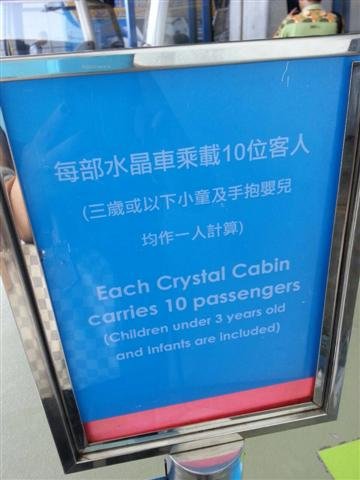 每部水晶車乘載10位客人
(三歲或以下小童及手抱嬰兒
均作一人計算)
Each Crystal Cabin
carries 10 passengers
(Children under 3 years old
and Infants are included)